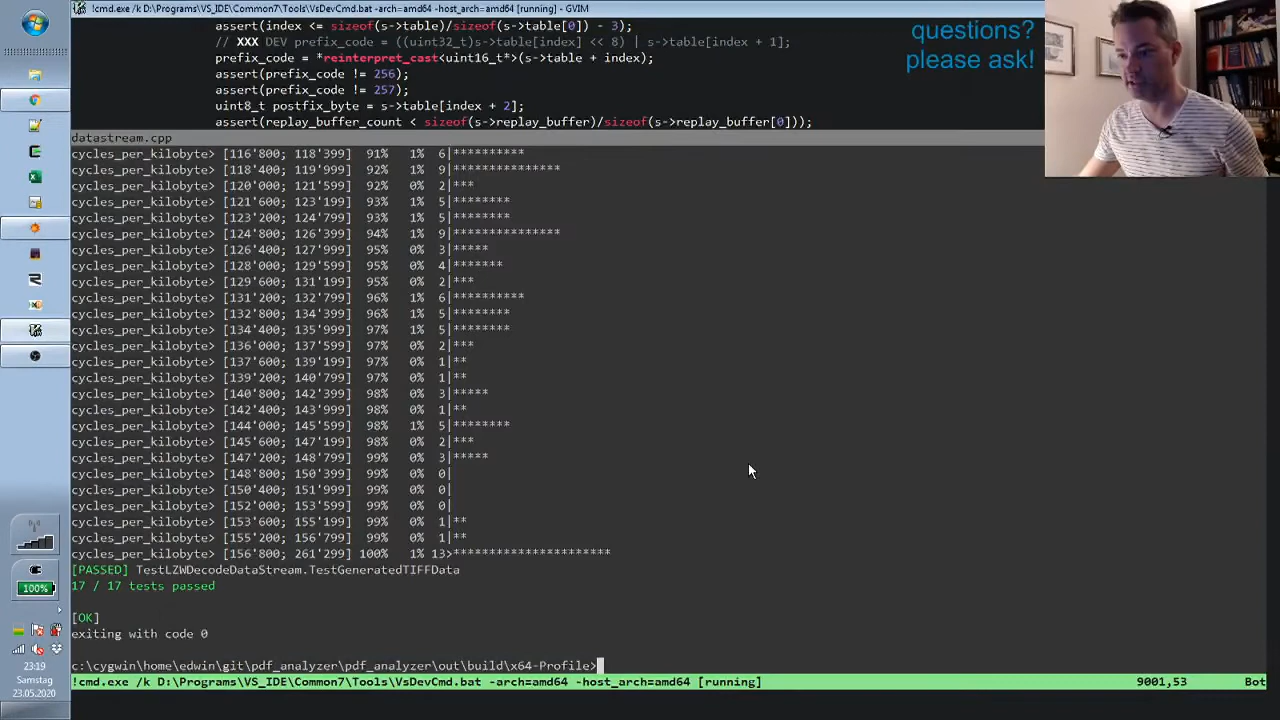 !cmd.exe /k D:\Programs\VS_IDE\Common7\Tools\VsDevCmd.bat -arch=amd64 -host_arch=amd64 [running] - GVIM
assert(index <= sizeof(s->table)/sizeof(s->table[0]) - 3);
// XXX DEV prefix_code = ((uint32_t)s->table[index] << 8) | s->table[index + 1];
prefix_code = *reinterpret_cast<uint16_t*>(s->table + index);
assert(prefix_code != 256);
assert(prefix_code != 257);
uint8_t postfix_byte = s->table[index + 2];
assert(replay_buffer_count < sizeof(s->replay_buffer)/sizeof(s->replay_buffer[0]));
questions?
please ask!
datastream.cpp
cycles_per_kilobyte> [116'800; 118'399] 91% 1% 6|**********
cycles_per_kilobyte> [118'400; 119'999] 92% 1% 9|***************
cycles_per_kilobyte> [120'000; 121'599] 92% 0% 2|***
cycles_per_kilobyte> [121'600; 123'199] 93% 1% 5|********
cycles_per_kilobyte> [123'200; 124'799] 93% 1% 5|********
cycles_per_kilobyte> [124'800; 126'399] 94% 1% 9|***************
cycles_per_kilobyte> [126'400; 127'999] 95% 0% 3|*****
cycles_per_kilobyte> [128'000; 129'599] 95% 0% 4|*******
cycles_per_kilobyte> [129'600; 131'199] 95% 0% 2|***
cycles_per_kilobyte> [131'200; 132'799] 96% 1% 6|**********
cycles_per_kilobyte> [132'800; 134'399] 96% 1% 5|********
cycles_per_kilobyte> [134'400; 135'999] 97% 1% 5|********
cycles_per_kilobyte> [136'000; 137'599] 97% 0% 2|***
cycles_per_kilobyte> [137'600; 139'199] 97% 0% 1|**
cycles_per_kilobyte> [139'200; 140'799] 97% 0% 1|**
cycles_per_kilobyte> [140'800; 142'399] 98% 0% 3|*****
cycles_per_kilobyte> [142'400; 143'999] 98% 0% 1|**
cycles_per_kilobyte> [144'000; 145'599] 98% 1% 5|********
cycles_per_kilobyte> [145'600; 147'199] 98% 0% 2|***
cycles_per_kilobyte> [147'200; 148'799] 99% 0% 3|*****
cycles_per_kilobyte> [148'800; 150'399] 99% 0% 0|
cycles_per_kilobyte> [150'400; 151'999] 99% 0% 0|
cycles_per_kilobyte> [152'000; 153'599] 99% 0% 0|
cycles_per_kilobyte> [153'600; 155'199] 99% 0% 1|**
cycles_per_kilobyte> [155'200; 156'799] 99% 0% 1|**
cycles_per_kilobyte> [156'800; 261'299] 100% 1% 13>**********************
[PASSED] TestLZWDecodeDataStream.TestGeneratedTIFFData
17 / 17 tests passed
[OK]
exiting with code 0
c:\cygwin\home\edwin\git\pdf_analyzer\pdf_analyzer\out\build\x64-Profile>
!cmd.exe /k D:\Programs\VS_IDE\Common7\Tools\VsDevCmd.bat -arch=amd64 -host_arch=amd64 [running] 9001,53 Bot
100%
23:19
Samstag
23.05.2020